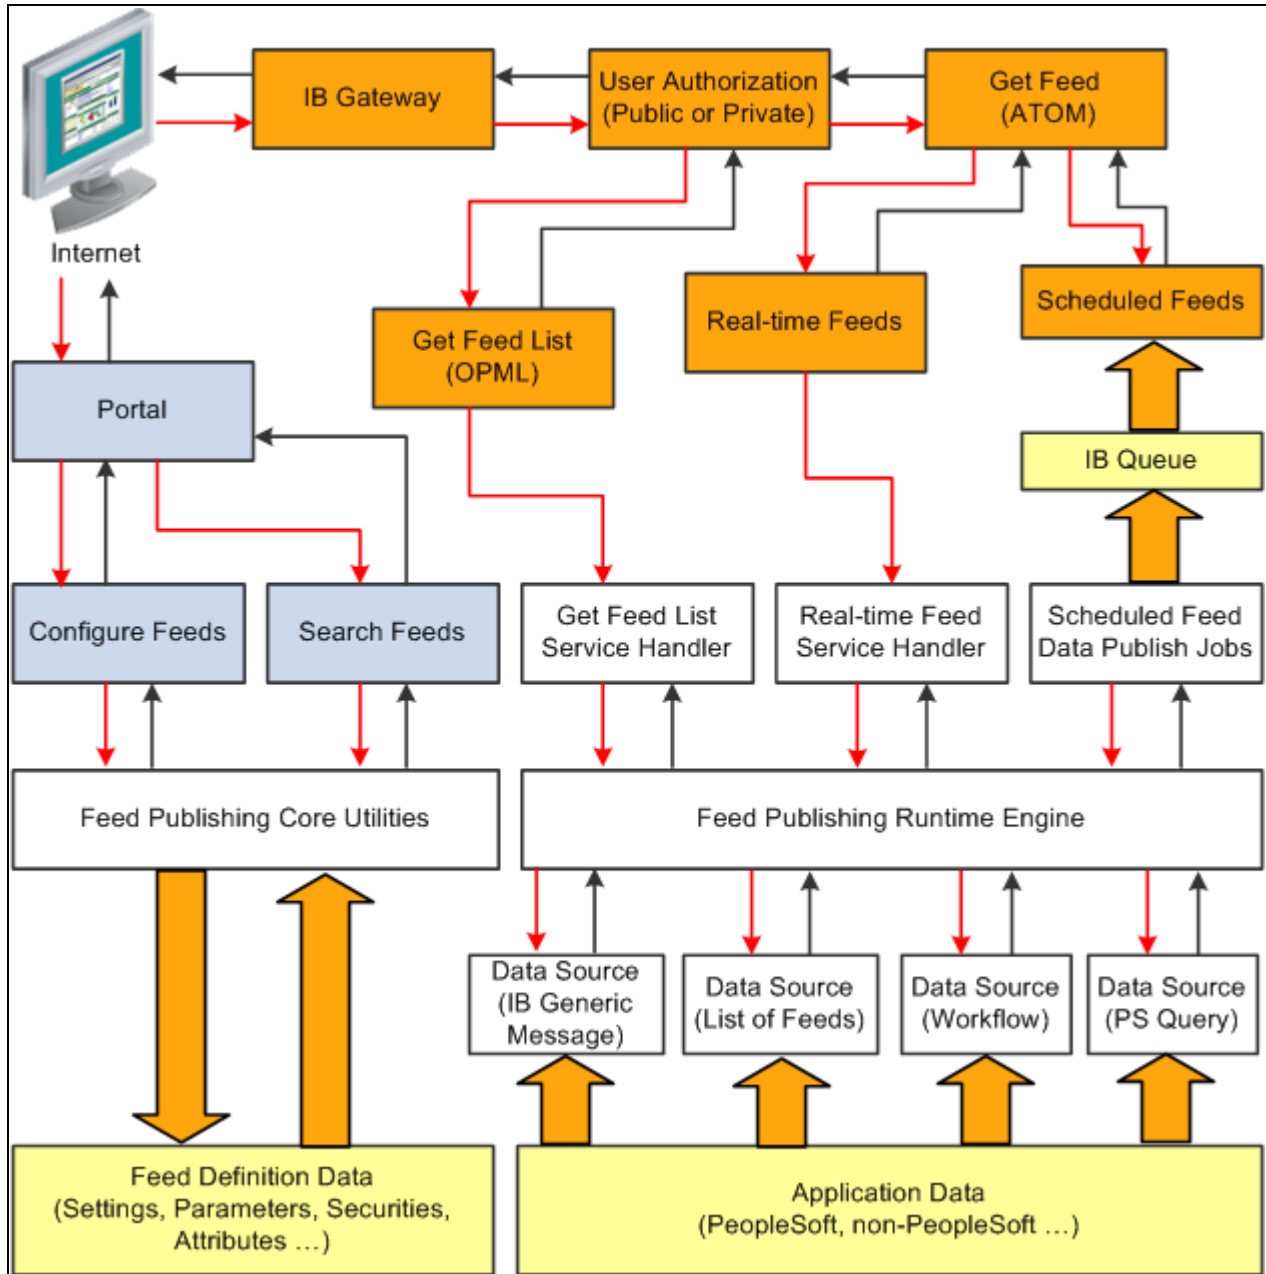 IB Gateway
User Authorization
(Public or Private)
Get Feed
(ATOM)
Internet
Get Feed List
(OPML)
Real-time Feeds
Scheduled Feeds
Portal
IB Queue
Configure Feeds
Search Feeds
Get Feed List
Service Handler
Real-time Feed
Service Handler
Scheduled Feed
Data Publish Jobs
Feed Publishing Core Utilities
Feed Publishing Runtime Engine
Data Source
(IB Generic
Message)
Data Source
(List of Feeds)
Data Source
(Workflow)
Data Source
(PS Query)
Feed Definition Data
(Settings, Parameters, Securities,
Attributes …)
Application Data
(PeopleSoft, non-PeopleSoft …)